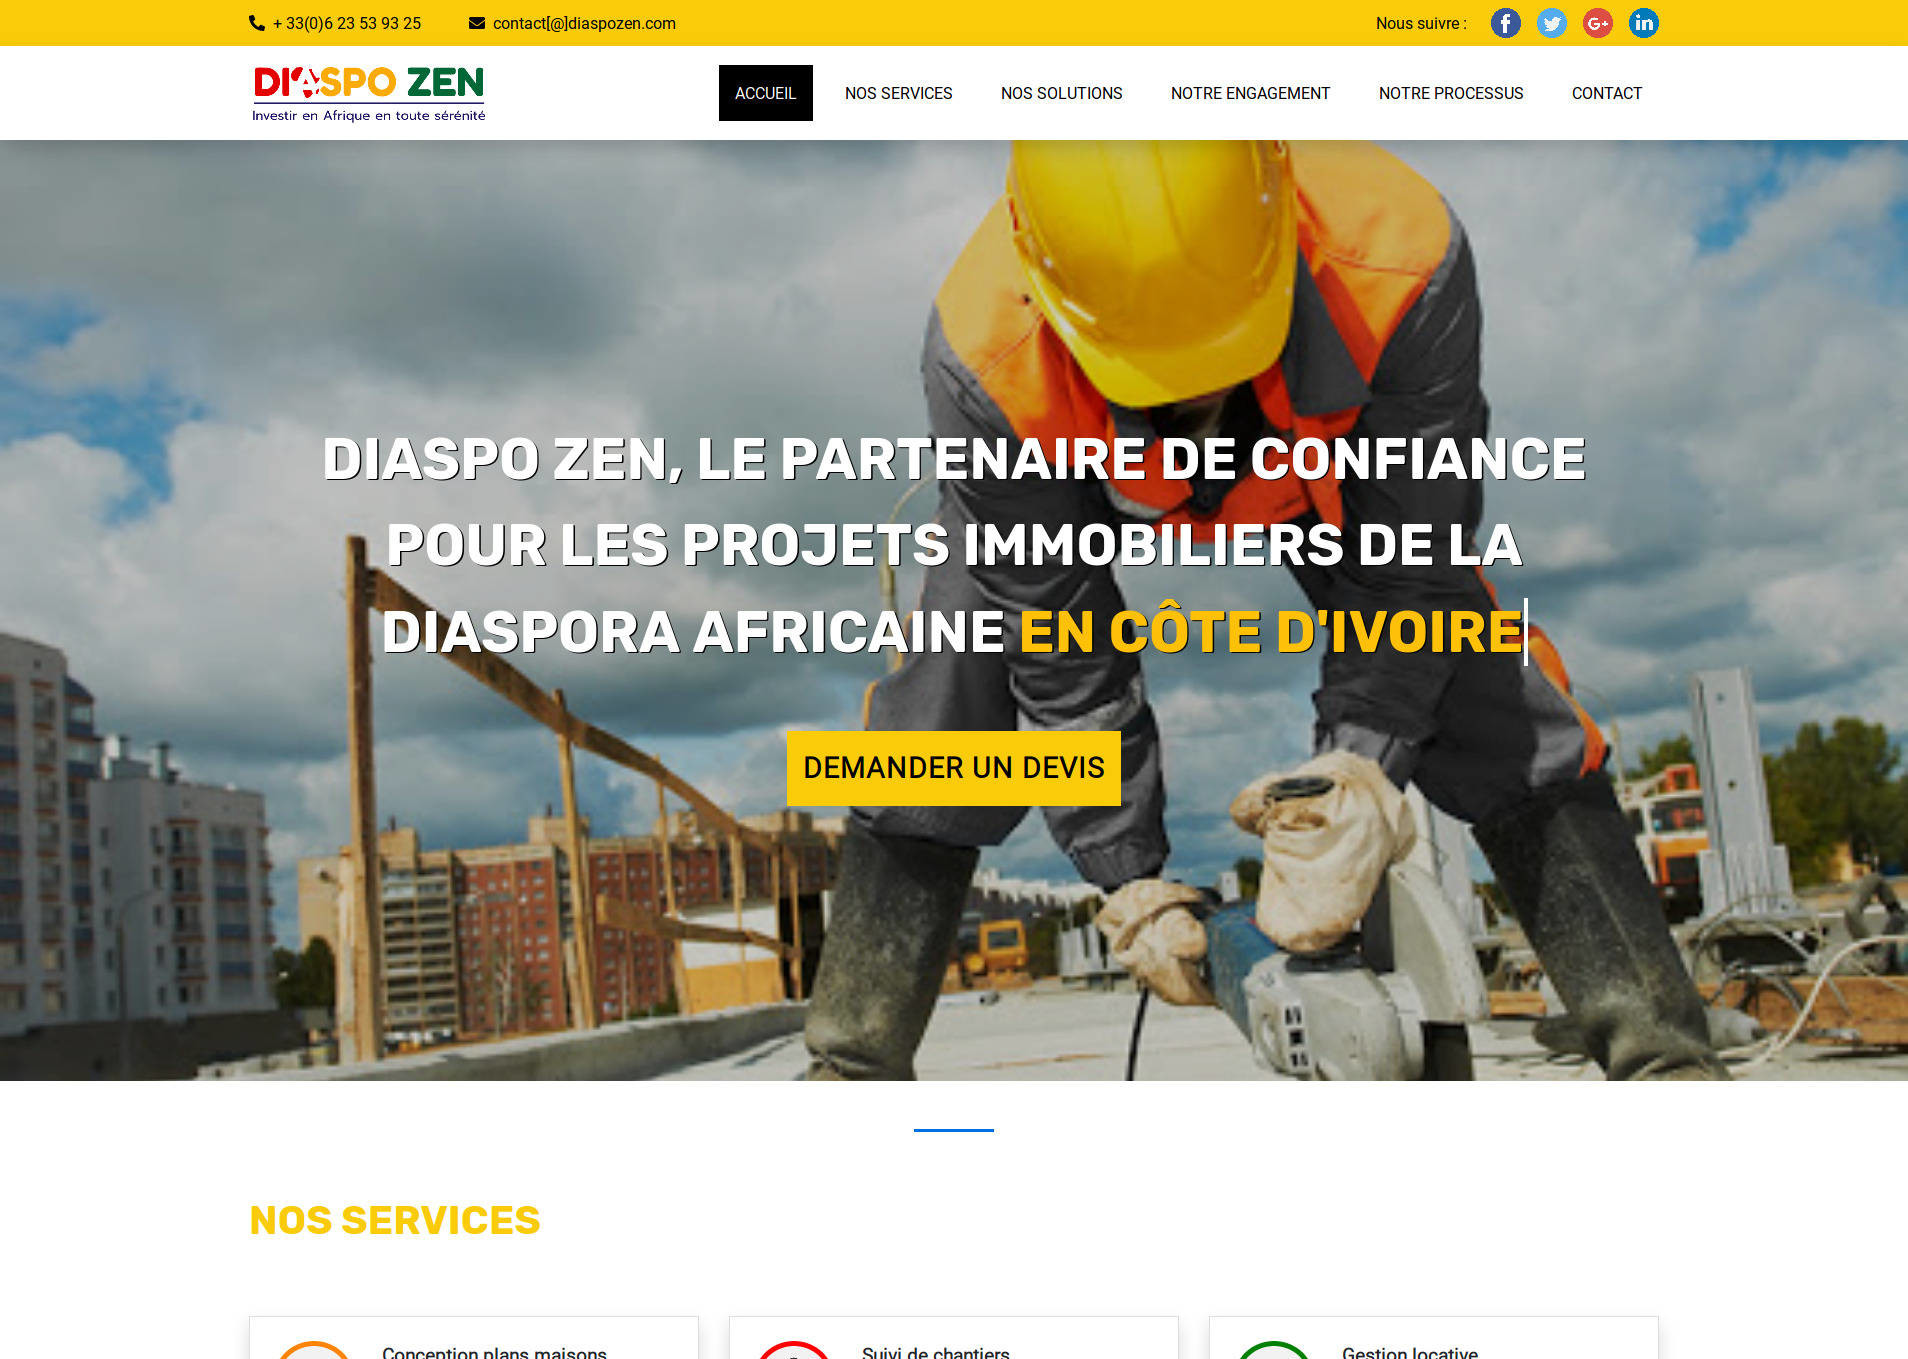 + 33(0)6 23 53 93 25
contact[@]diaspozen.com
Nous suivre :
DIASPO ZEN
Investir en Afrique en toute sérénité
ACCUEIL
NOS SERVICES
NOS SOLUTIONS
NOTRE ENGAGEMENT
NOTRE PROCESSUS
CONTACT
DIASPO ZEN, LE PARTENAIRE DE CONFIANCE
POUR LES PROJETS IMMOBILIERS DE LA
DIASPORA AFRICAINE EN CÔTE D'IVOIRE
DEMANDER UN DEVIS
NOS SERVICES
Conception plans maisons
Suivi de chantiers
Gestion locative